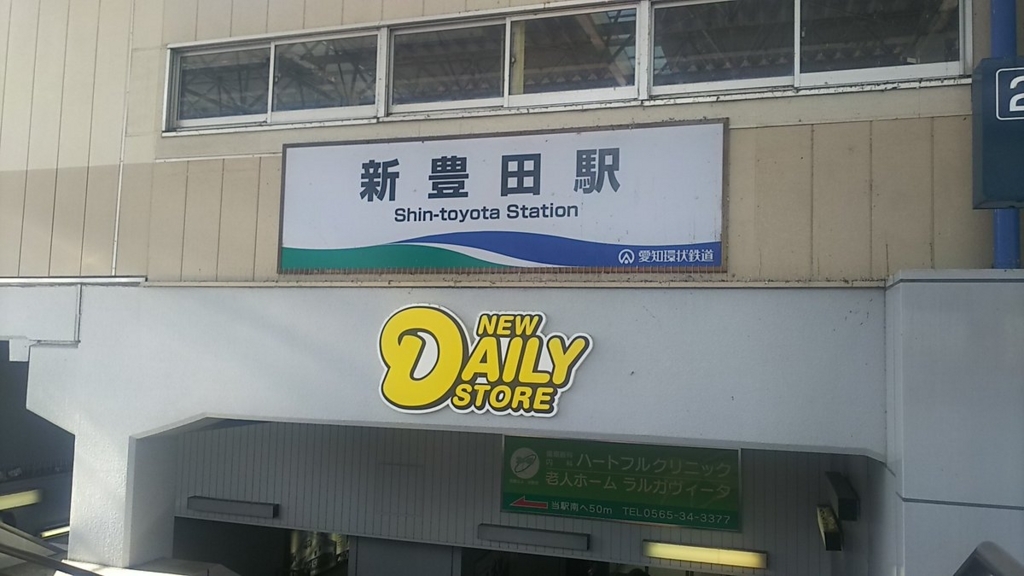 新豊田駅
Shin-toyota Station
愛知環状鉄道
2
NEW
DAILY
STORE
ハートフルクリニック
老人ホーム ラルガヴィータ
当駅南へ50m TEL0565-34-3377